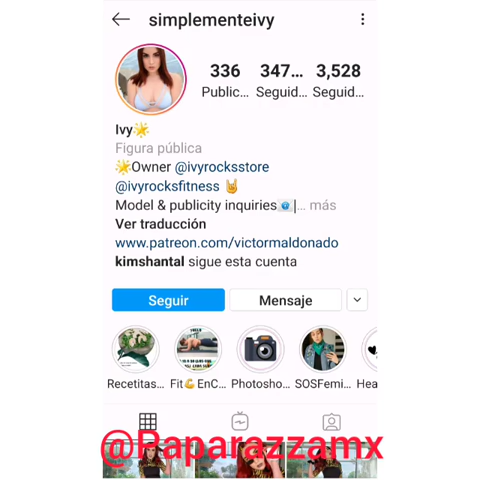 simplementeivy
336 347... 3,528
Public... Seguid... Seguid...
Ivy🌟
Figura pública
🌟Owner @ivyrocksstore
@ivyrocksfitness 🤘
Model & publicity inquiries📧|... más
Ver traducción
www.patreon.com/victormaldonado
kimshantal sigue esta cuenta
Seguir Mensaje
Recetitas... Fit💪EnC... Photosho... SOSFemi... Hea
@Paparazzamx